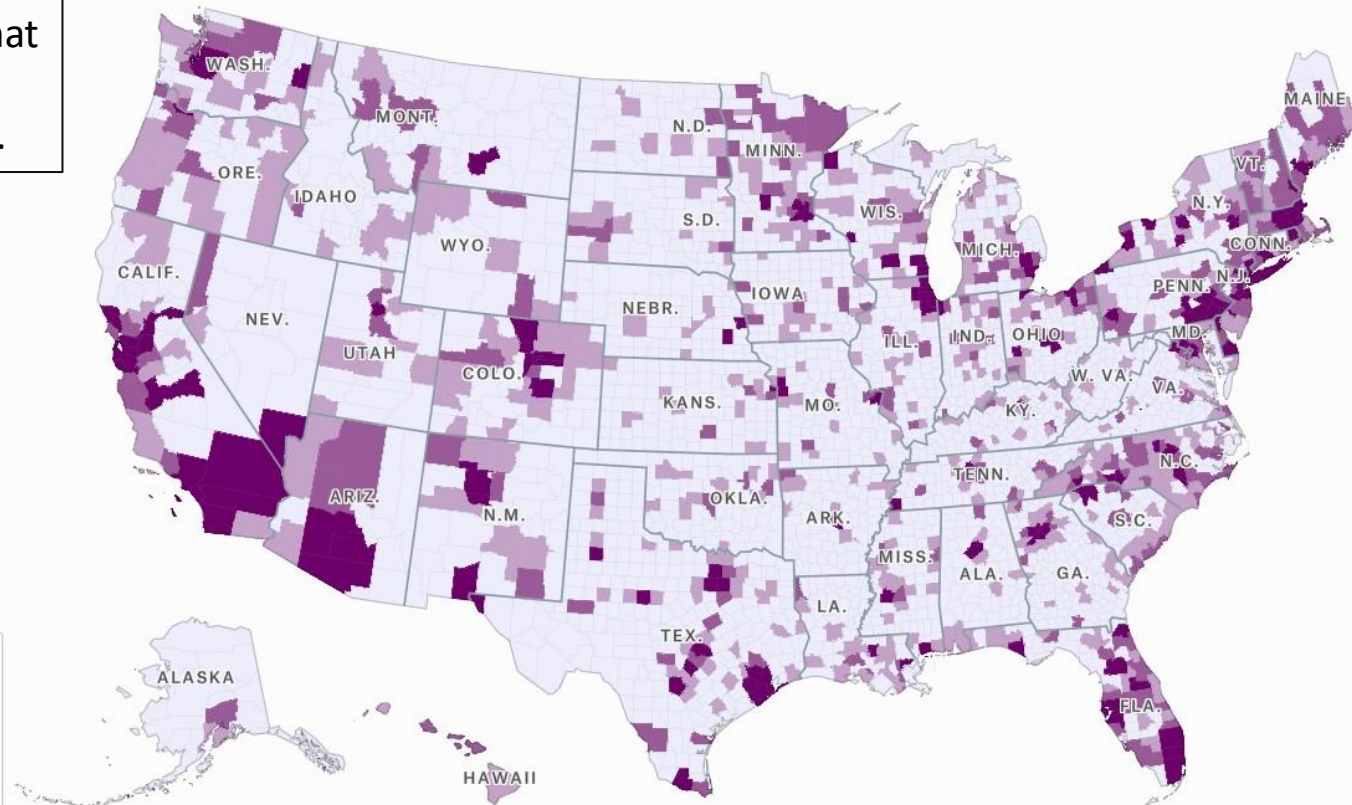 at
.
WASH.
MONT.
N.D.
MINN.
MAINE
ORE.
IDAHO
S.D.
WIS.
MICH.
VT.
N.Y.
WYO.
CONN.
CALIF.
NEV.
NEBR.
IOWA
PENN.
N.J.
UTAH
COLO.
ILL.
IND.
OHIO
MD.
KANS.
MO.
KY.
W. VA.
VA.
ARIZ.
N.M.
OKLA.
ARK.
TENN.
N.C.
S.C.
MISS.
ALA.
GA.
LA.
TEX.
FLA.
ALASKA
HAWAII